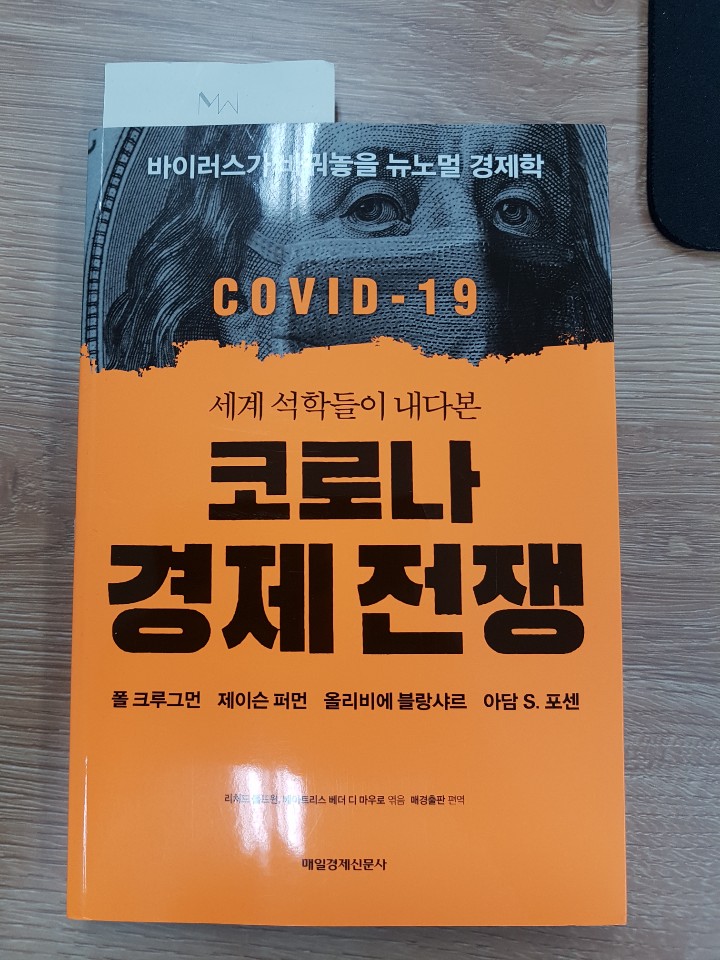 MW
바이러스가 바꿔놓을 뉴노멀 경제학
COVID-19
세계 석학들이 내다본
코로나
경제 전쟁
폴 크루그먼 제이슨 퍼먼 올리비에 블랑샤르 아담 S. 포센
리처드 볼드윈, 베아트리스 베더 디 마우로 엮음 매경출판 편역
매일경제신문사